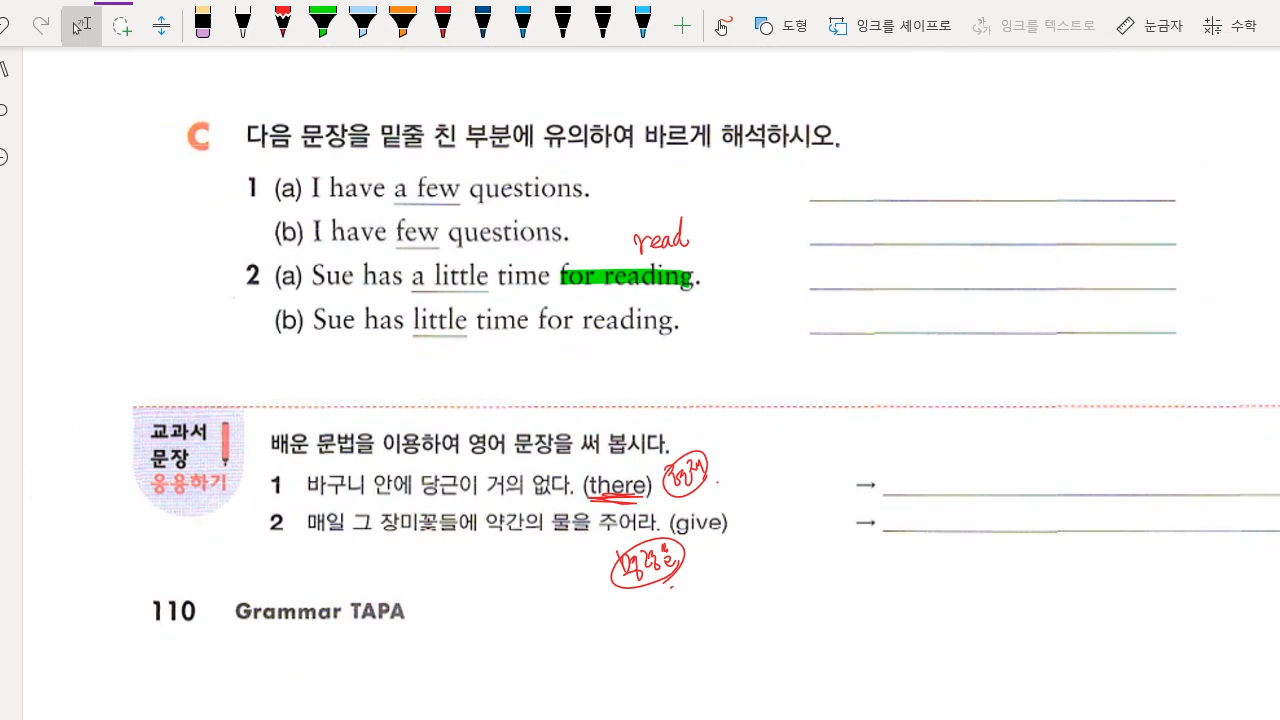 도형
잉크를 셰이프로
잉크를 텍스트로
눈금자
수학
C 다음 문장을 밑줄 친 부분에 유의하여 바르게 해석하시오.
1 (a) I have a few questions.
(b) I have few questions.
read
2 (a) Sue has a little time for reading.
(b) Sue has little time for reading.
교과서
문장
응용하기
배운 문법을 이용하여 영어 문장을 써 봅시다.
1 바구니 안에 당근이 거의 없다. (there) →
2 매일 그 장미꽃들에 약간의 물을 주어라. (give) →
명령문
110 Grammar TAPA